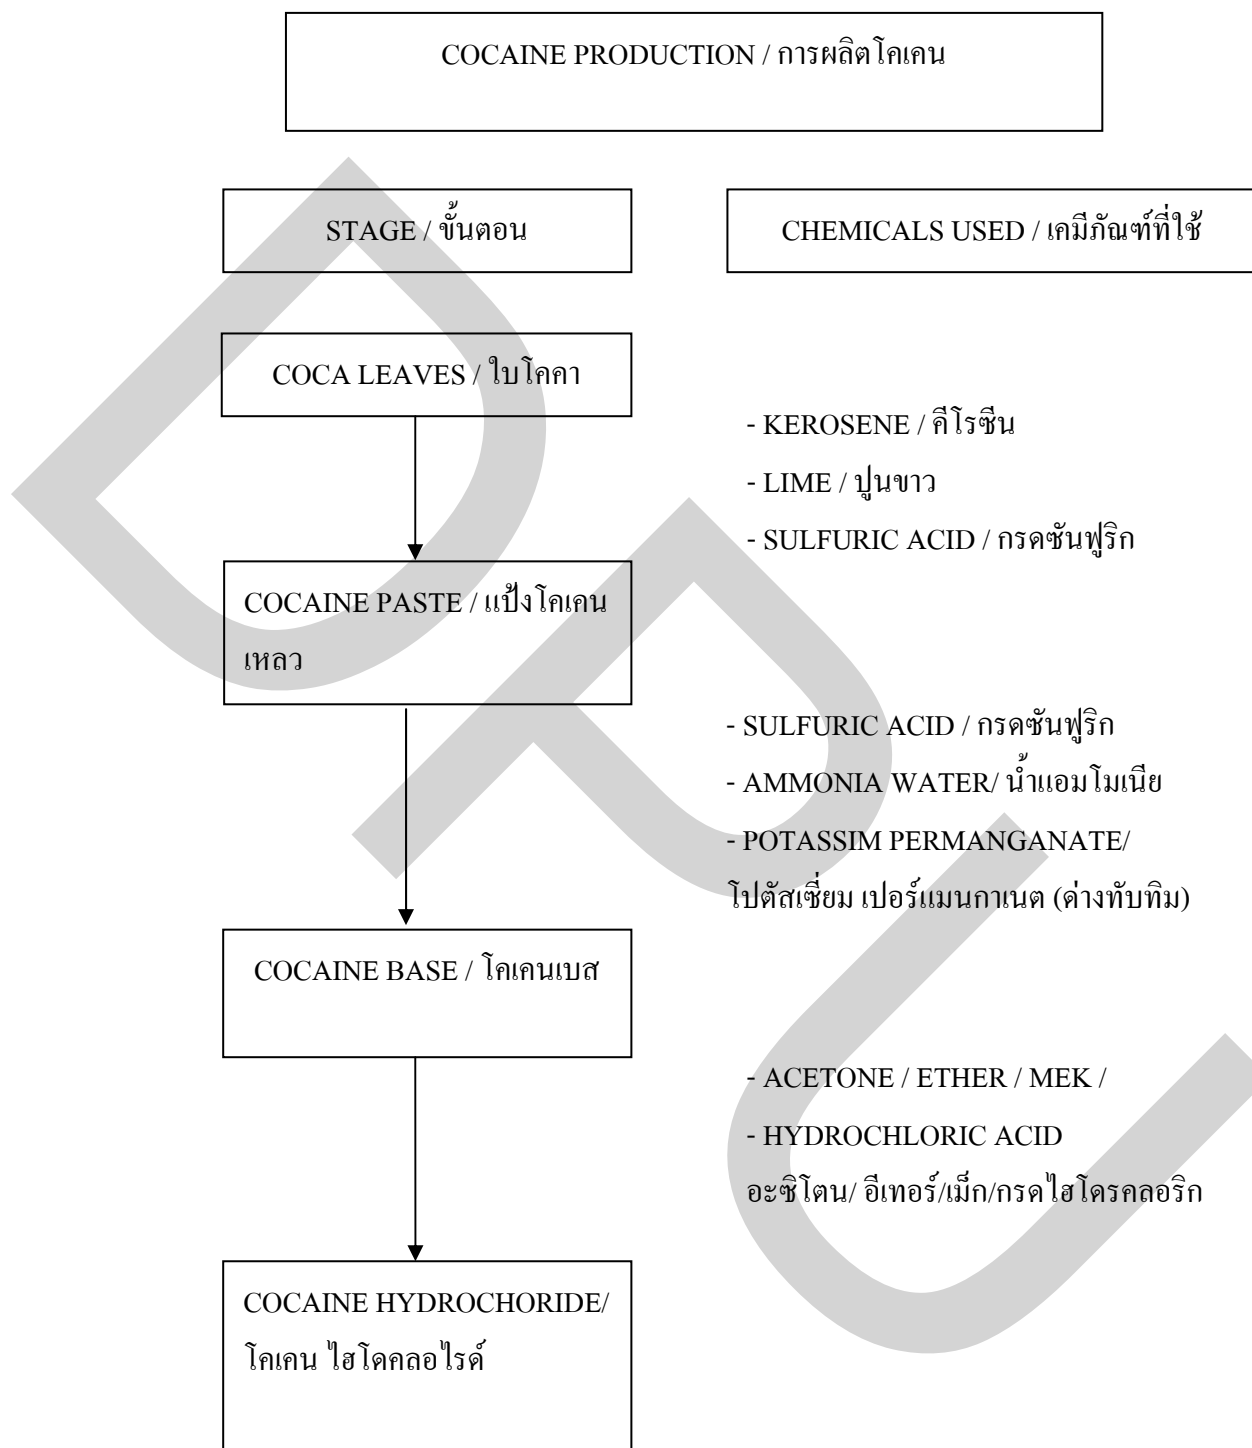 COCAINE PRODUCTION / การผลิตโคเคน
STAGE / ขั้นตอน
CHEMICALS USED / เคมีภัณฑ์ที่ใช้
COCA LEAVES / ใบโคคา
- KEROSENE / คีโรซีน
- LIME / ปูนขาว
- SULFURIC ACID / กรดซันฟูริก
COCAINE PASTE / แป้งโคเคน
เหลว
- SULFURIC ACID / กรดซันฟูริก
- AMMONIA WATER/ น้ำแอมโมเนีย
- POTASSIM PERMANGANATE/
โปตัสเซี่ยม เปอร์แมนกาเนต (ด่างทับทิม)
COCAINE BASE / โคเคนเบส
- ACETONE / ETHER / MEK /
- HYDROCHLORIC ACID
อะซิโตน/ อีเทอร์/เม็ก/กรดไฮโดรคลอริก
COCAINE HYDROCHORIDE/
โคเคน ไฮโดคลอไรด์
DPU